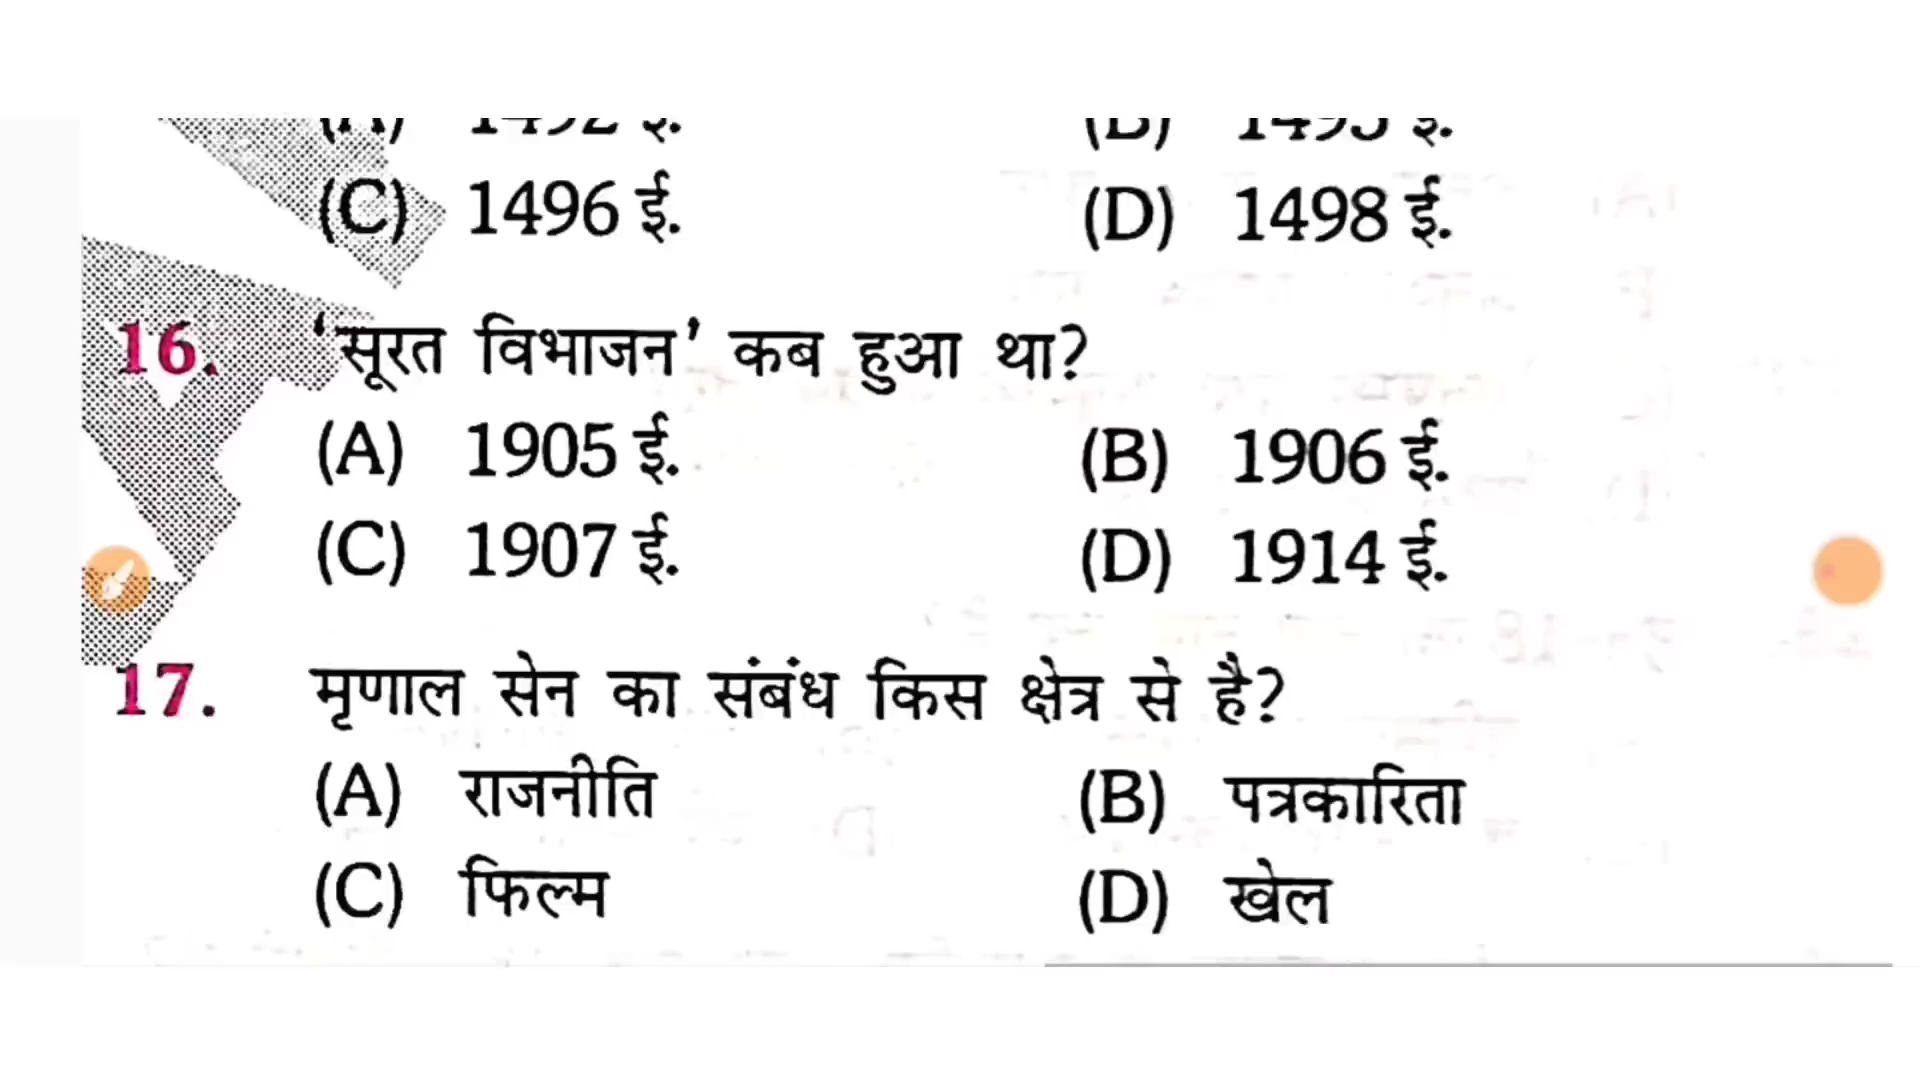 (C) 1496 ई. (D) 1498 ई.
16. 'सूरत विभाजन' कब हुआ था?
(A) 1905 ई. (B) 1906 ई.
(C) 1907 ई. (D) 1914 ई.
17. मृणाल सेन का संबंध किस क्षेत्र से है?
(A) राजनीति (B) पत्रकारिता
(C) फिल्म (D) खेल